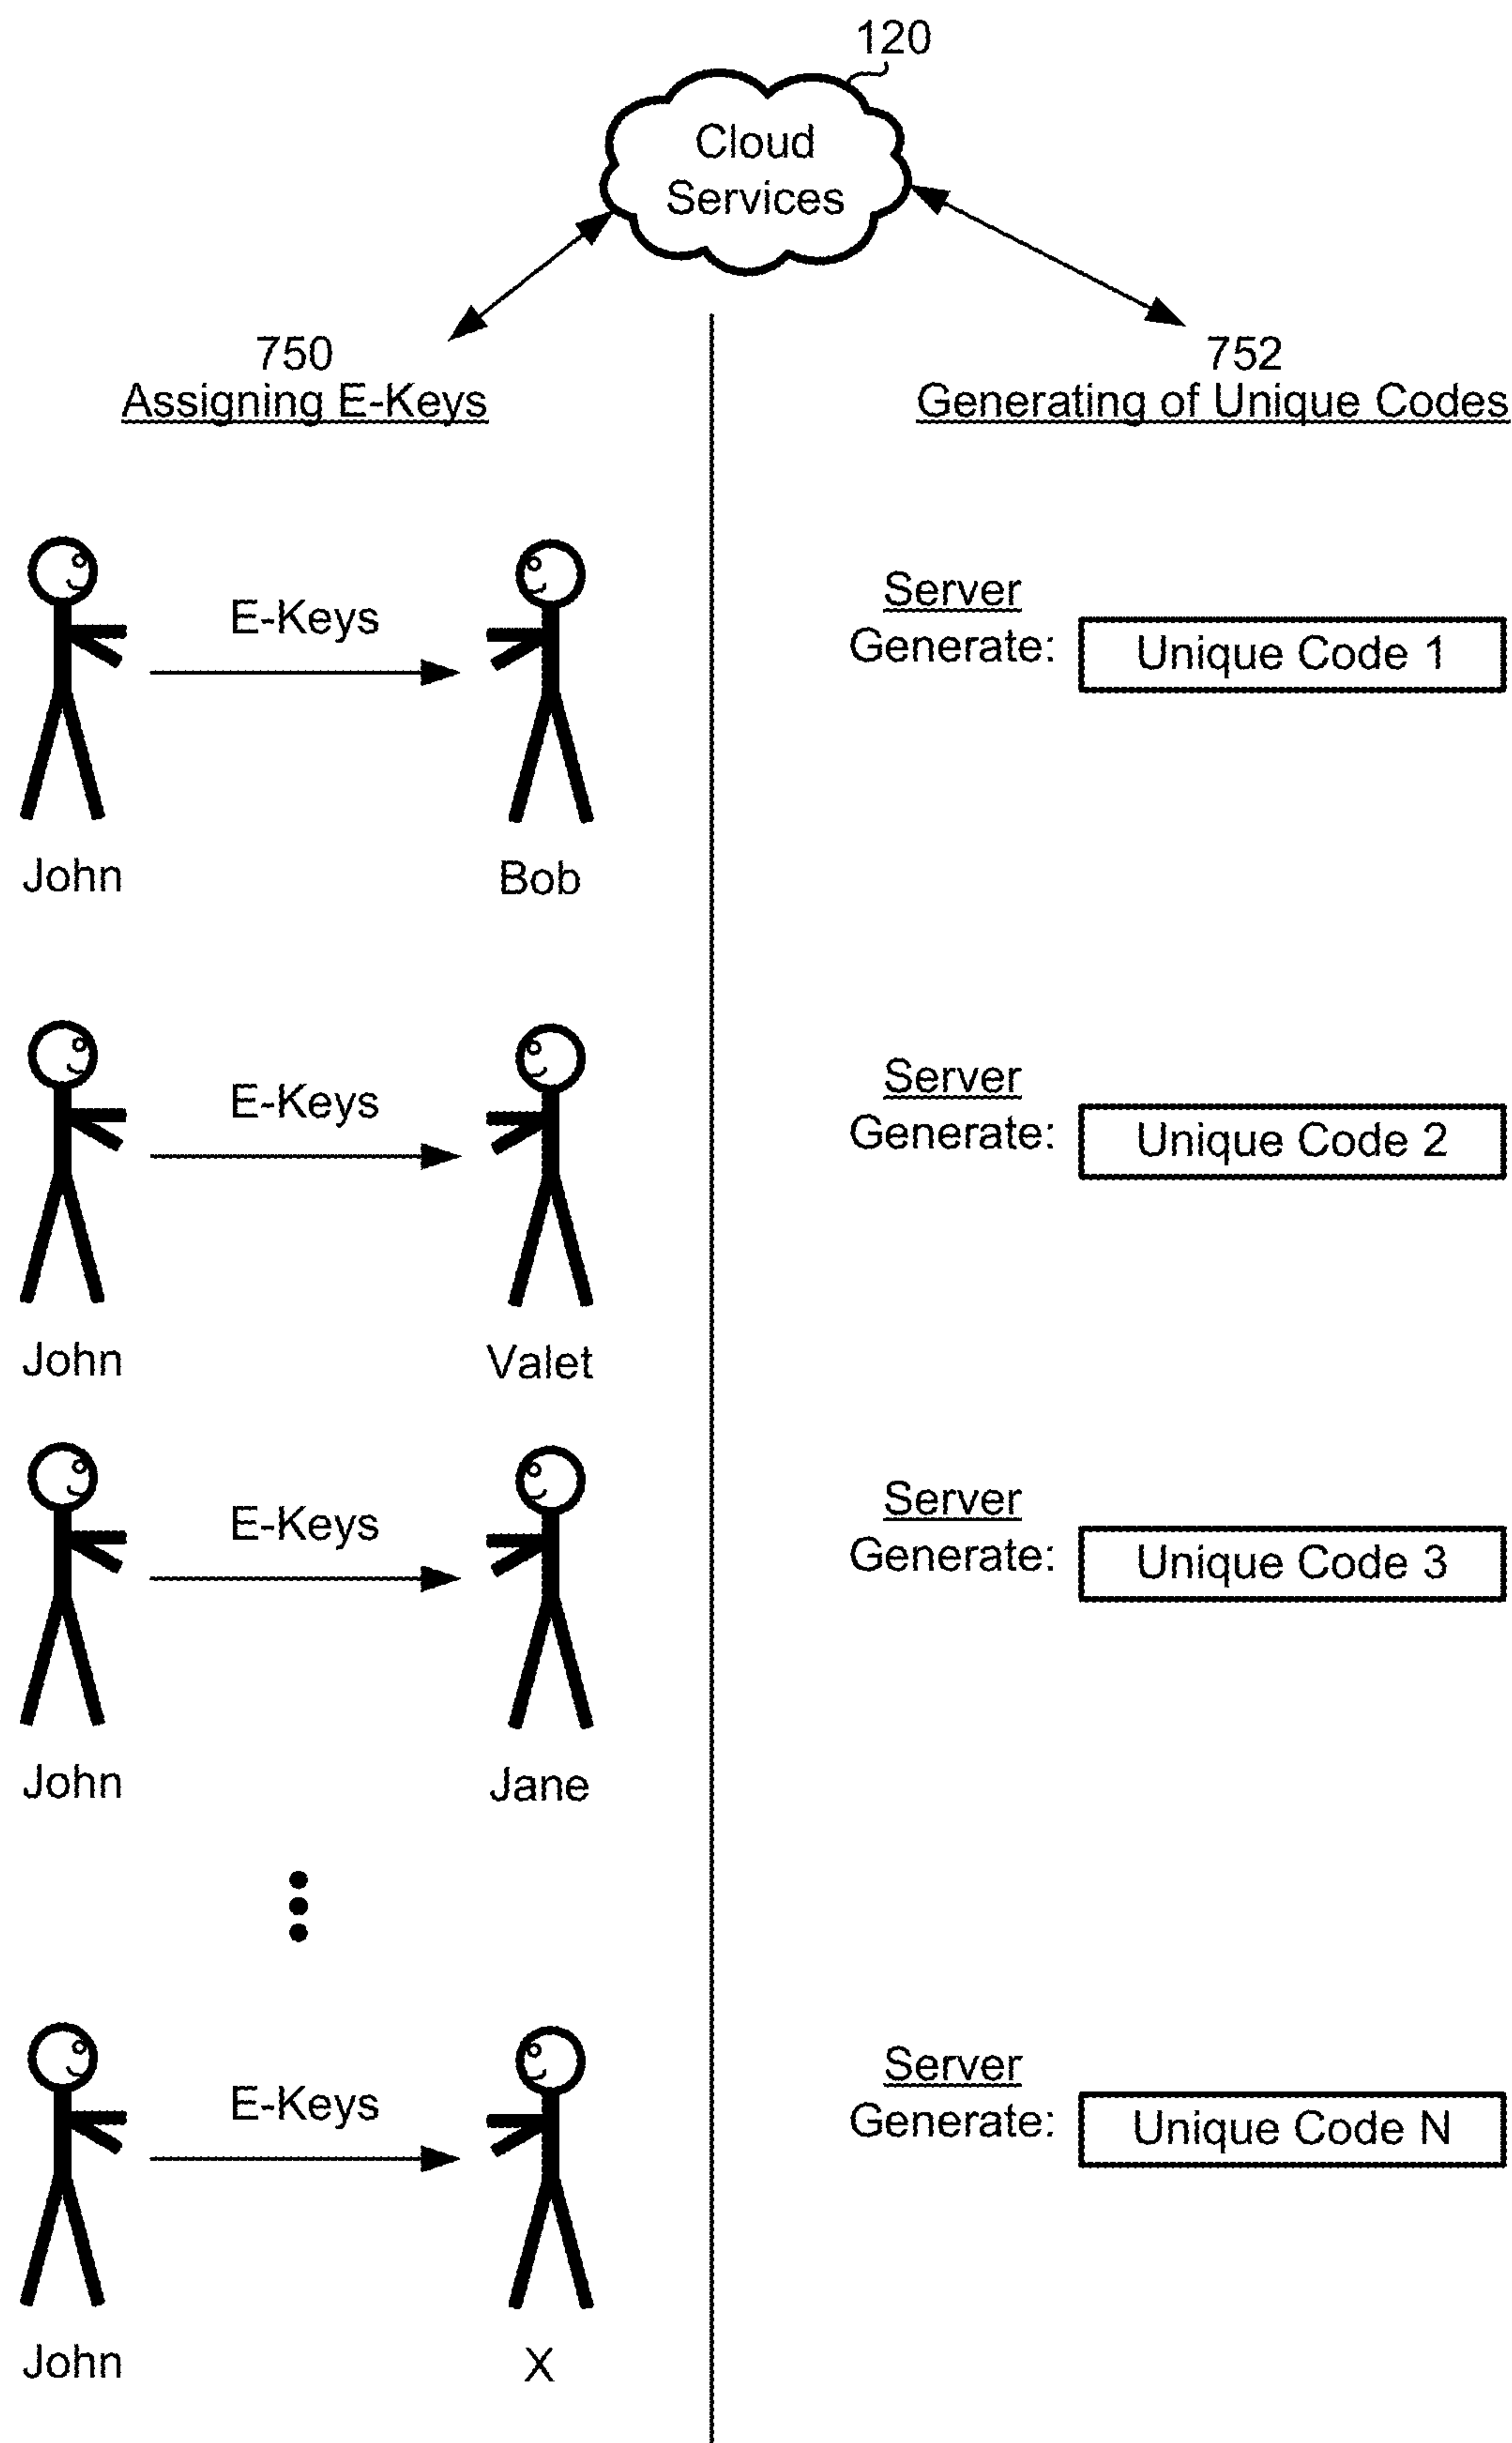 120
Cloud
Services
750
Assigning E-Keys
752
Generating of Unique Codes
E-Keys
John
Bob
Server
Generate:
Unique Code 1
E-Keys
John
Valet
Server
Generate:
Unique Code 2
E-Keys
John
Jane
Server
Generate:
Unique Code 3
E-Keys
John
X
Server
Generate:
Unique Code N